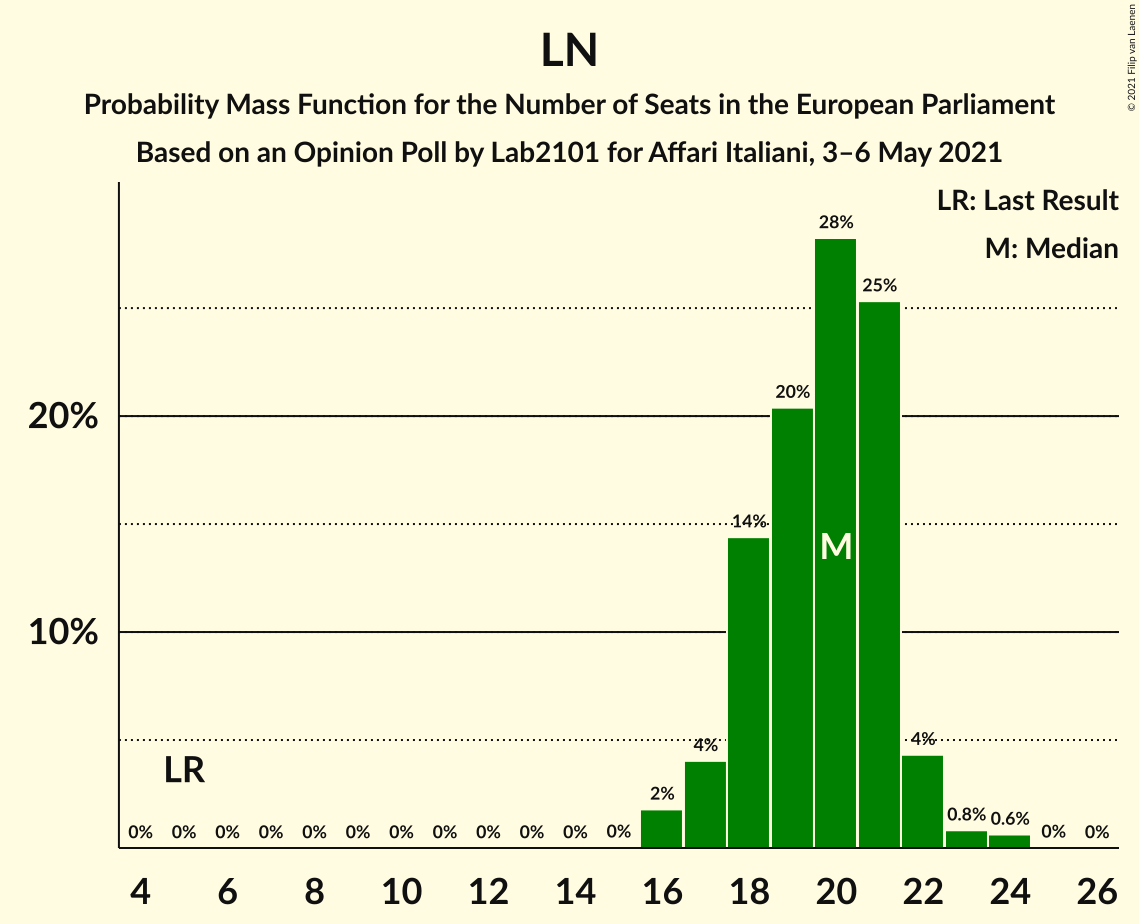 © 2021 Filip van Laenen
LN
Probability Mass Function for the Number of Seats in the European Parliament
Based on an Opinion Poll by Lab2101 for Affari Italiani, 3–6 May 2021
LR: Last Result
M: Median
28%
25%
20%
20%
14%
M
10%
4%
4%
LR
2%
0% 0% 0% 0% 0% 0% 0% 0% 0% 0% 0% 0% 0.8% 0.6% 0% 0%
4 6 8 10 12 14 16 18 20 22 24 26